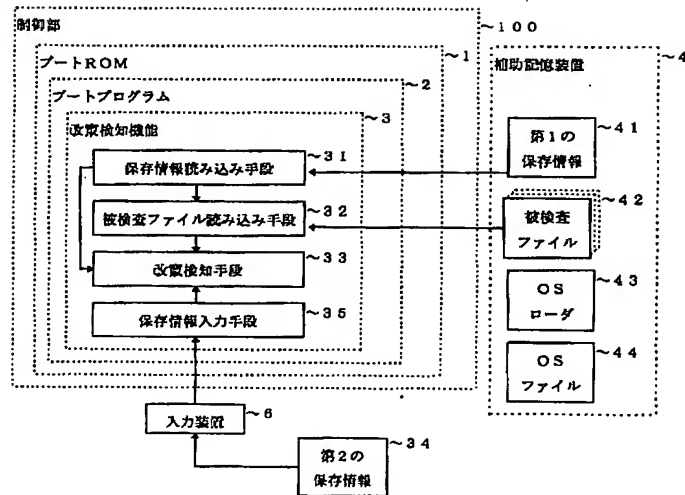 制御部
~100
ブートROM
~1
ブートプログラム
~2
改竄検知機能
~3
保存情報読み込み手段
~31
被検査ファイル読み込み手段
~32
改竄検知手段
~33
保存情報入力手段
~35
入力装置
~6
第2の
保存情報
~34
補助記憶装置
~4
第1の
保存情報
~41
被検査
ファイル
~42
OS
ローダ
~43
OS
ファイル
~44